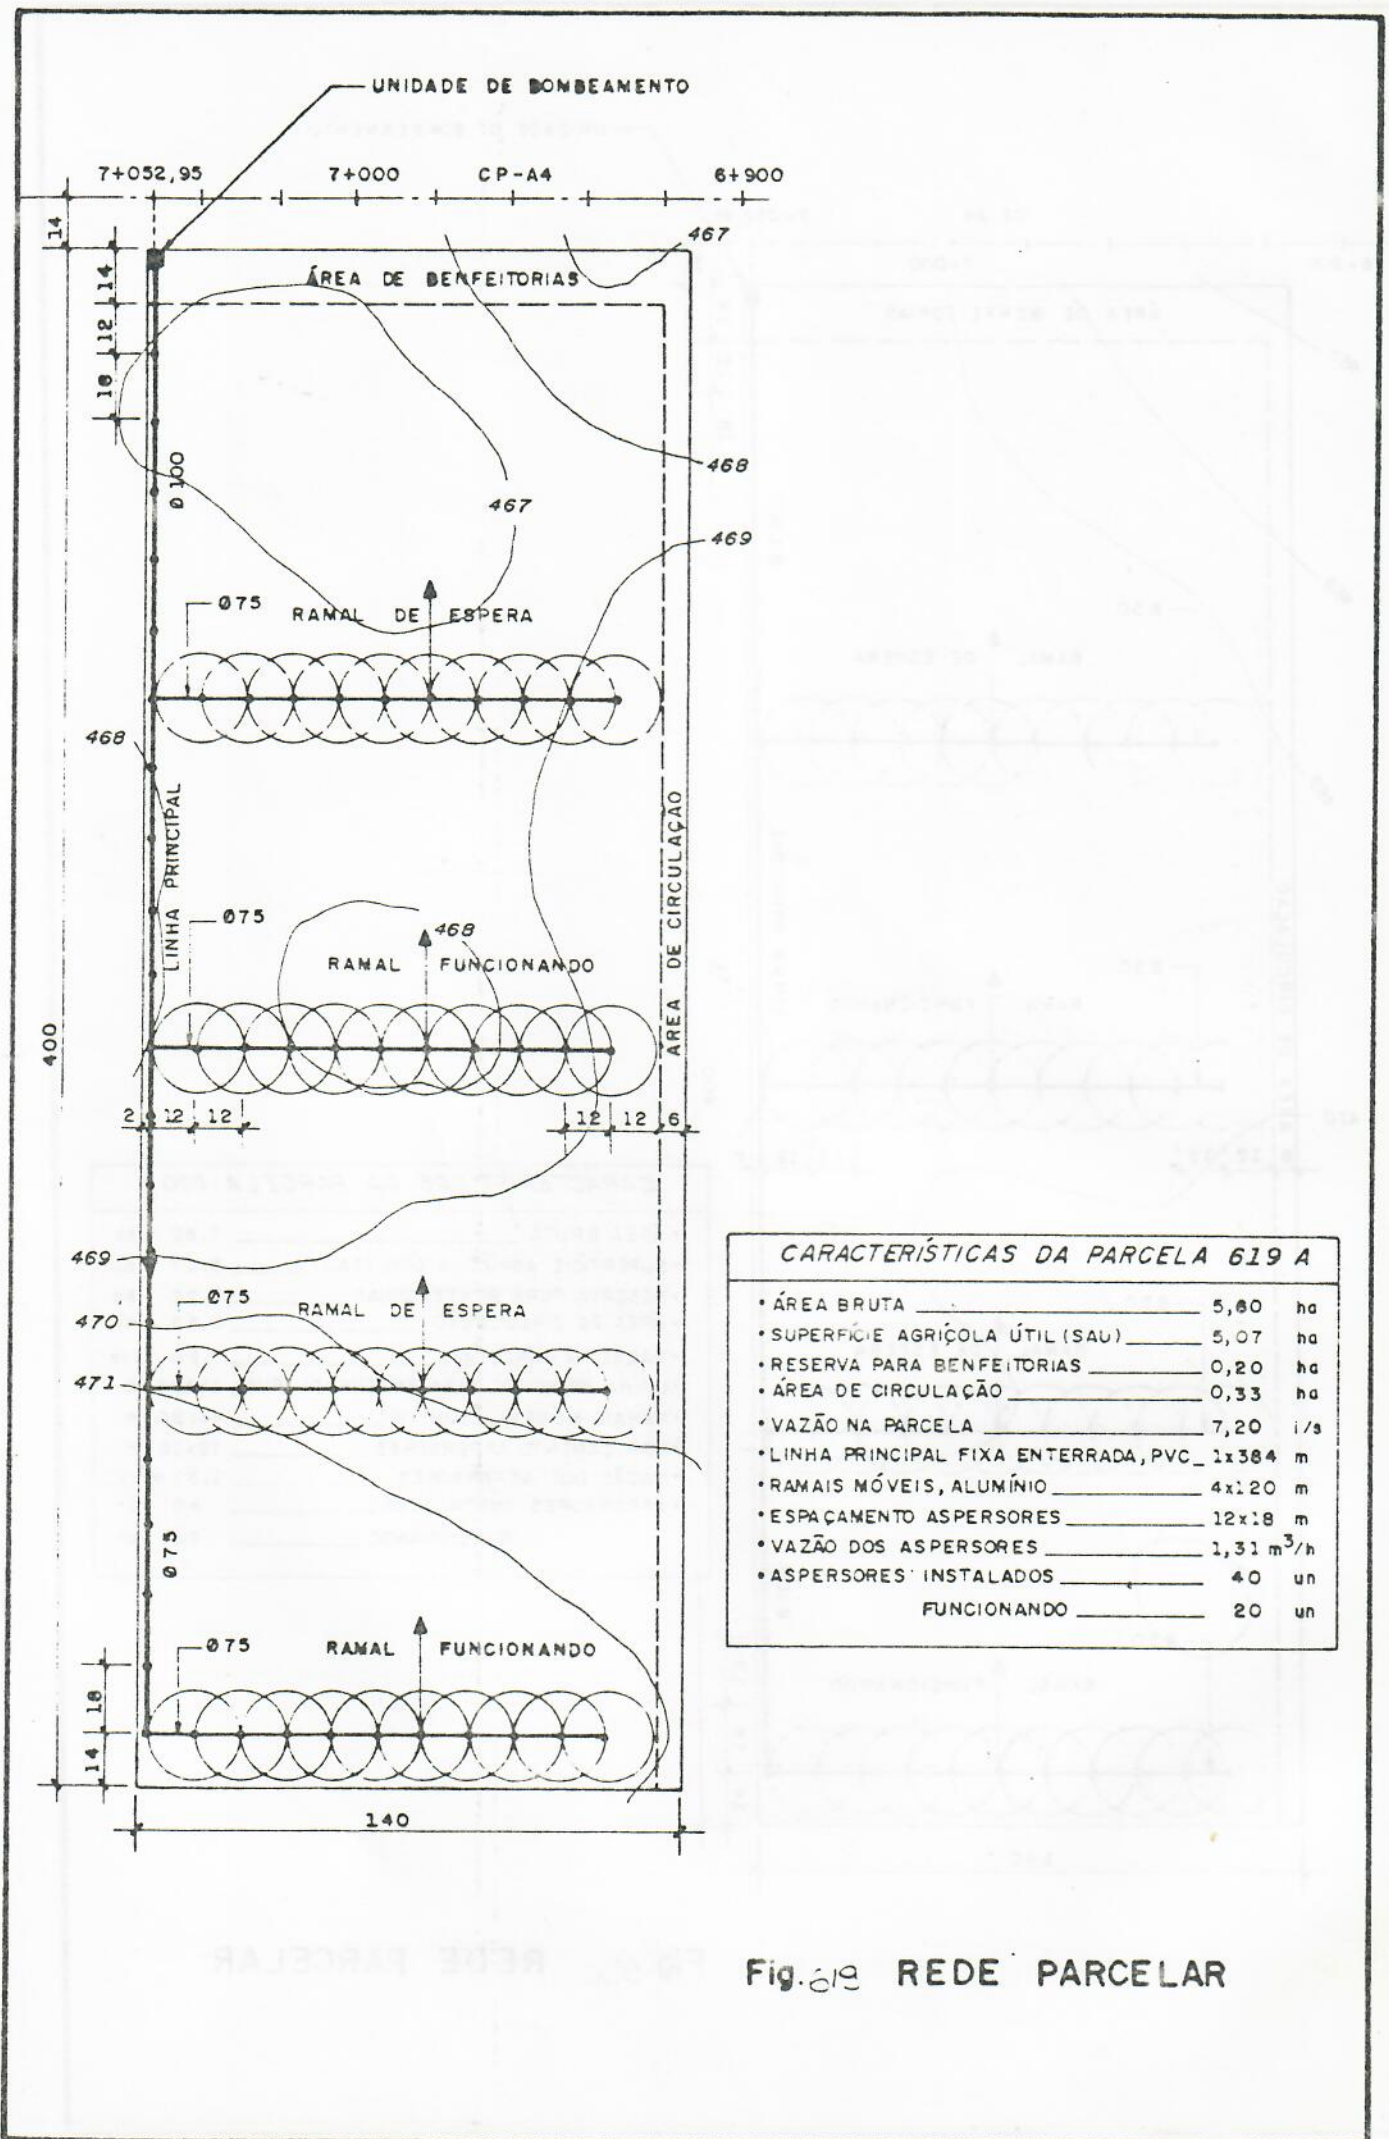 UNIDADE DE BOMBEAMENTO
7+052,95 7+000 CP-A4 6+900
14
467
14
ÁREA DE BENFEITORIAS
12
18
Ø100
468
467
469
Ø75 RAMAL DE ESPERA
468
LINHA PRINCIPAL
ÁREA DE CIRCULAÇÃO
Ø75
468
RAMAL FUNCIONANDO
400
2 12 12 12 12 6
469
Ø75 RAMAL DE ESPERA
470
471
Ø75
Ø75 RAMAL FUNCIONANDO
18
14
140
CARACTERÍSTICAS DA PARCELA 619 A
• ÁREA BRUTA 5,60 ha
• SUPERFÍCIE AGRÍCOLA ÚTIL (SAU) 5,07 ha
• RESERVA PARA BENFEITORIAS 0,20 ha
• ÁREA DE CIRCULAÇÃO 0,33 ha
• VAZÃO NA PARCELA 7,20 l/s
• LINHA PRINCIPAL FIXA ENTERRADA, PVC 1x384 m
• RAMAIS MÓVEIS, ALUMÍNIO 4x120 m
• ESPAÇAMENTO ASPERSORES 12x18 m
• VAZÃO DOS ASPERSORES 1,31 m³/h
• ASPERSORES INSTALADOS 40 un
FUNCIONANDO 20 un
Fig. 619 REDE PARCELAR